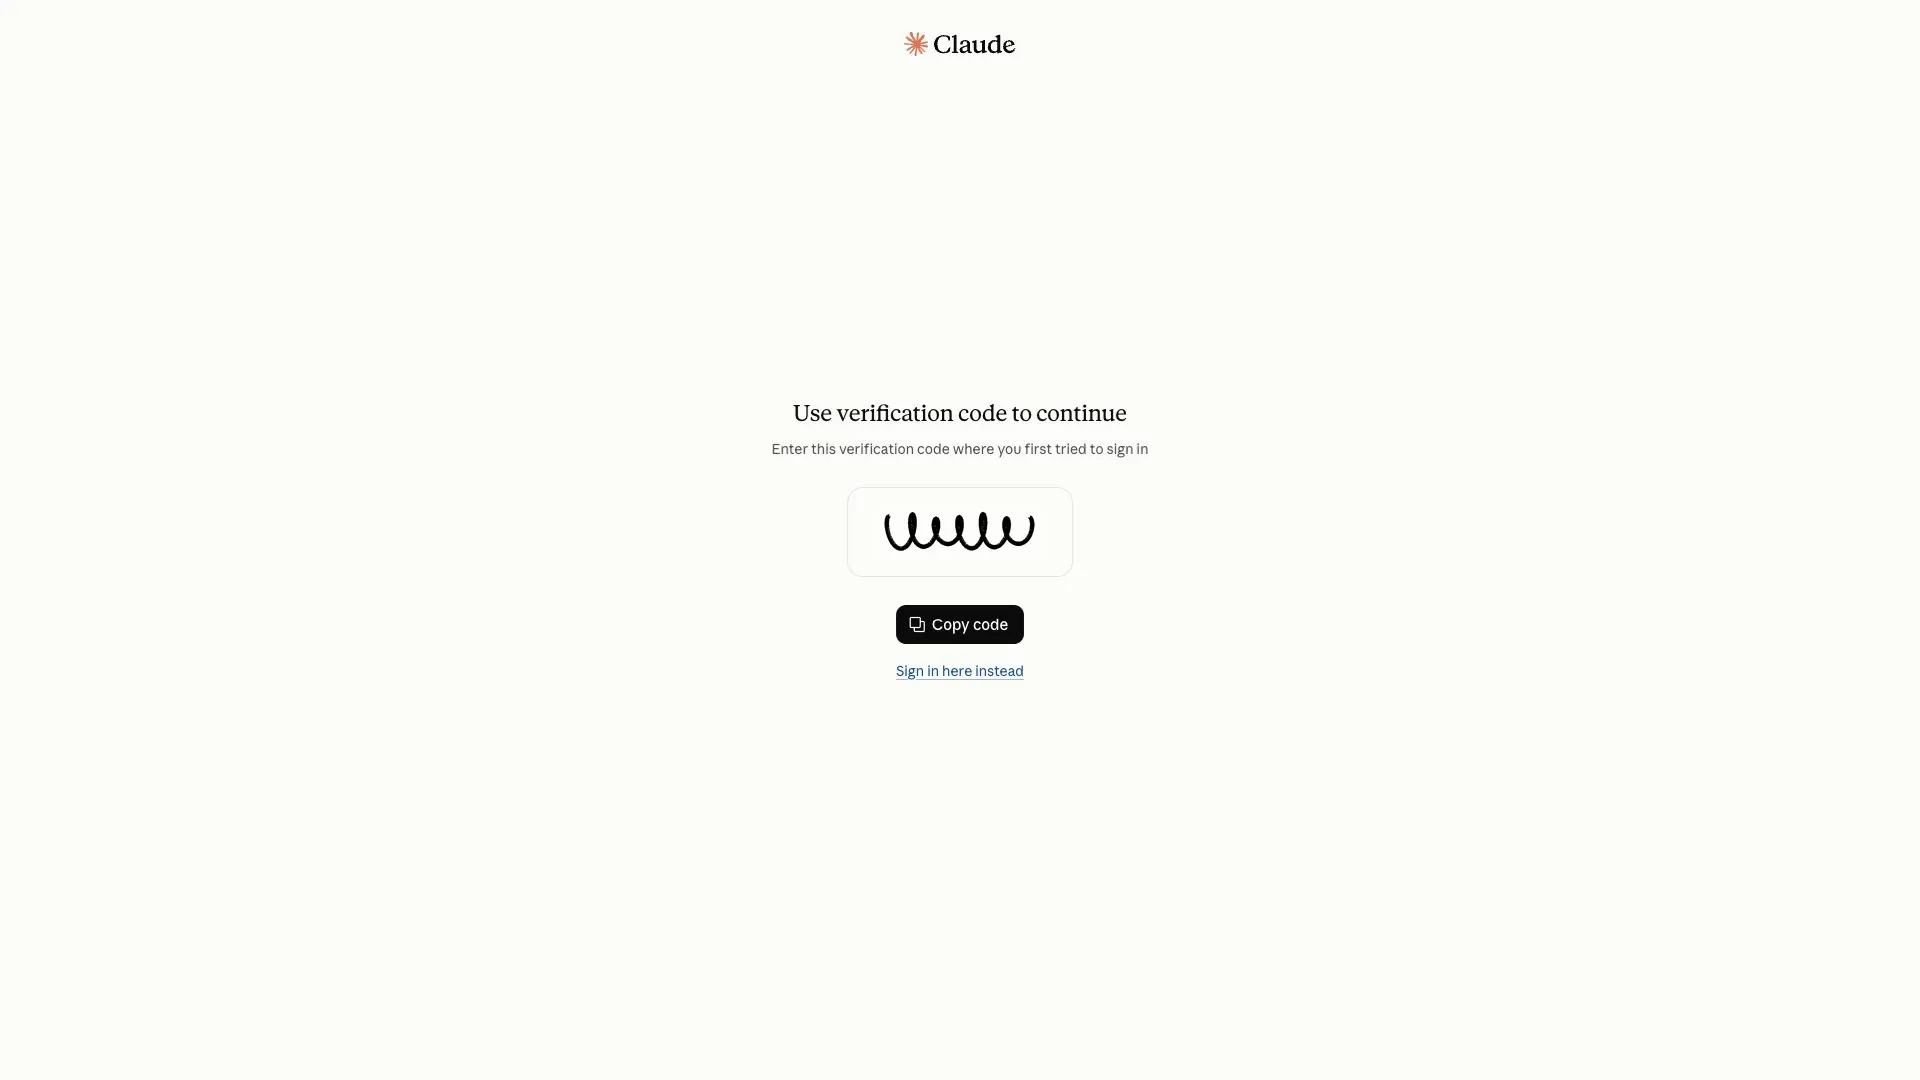 Claude
Use verification code to continue
Enter this verification code where you first tried to sign in
Copy code
Sign in here instead